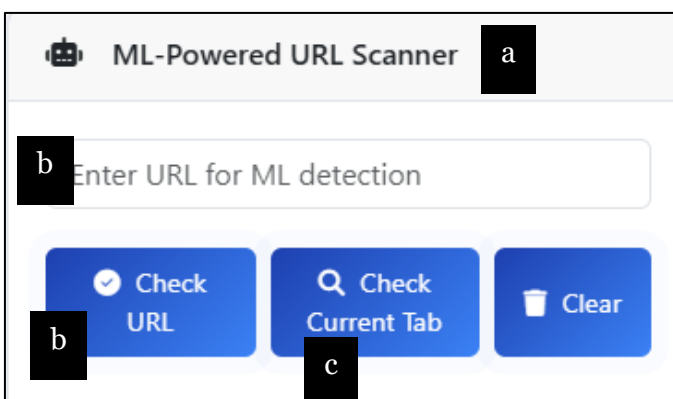 ML-Powered URL Scanner a
b Enter URL for ML detection
Check Check Clear
URL Current Tab
b c